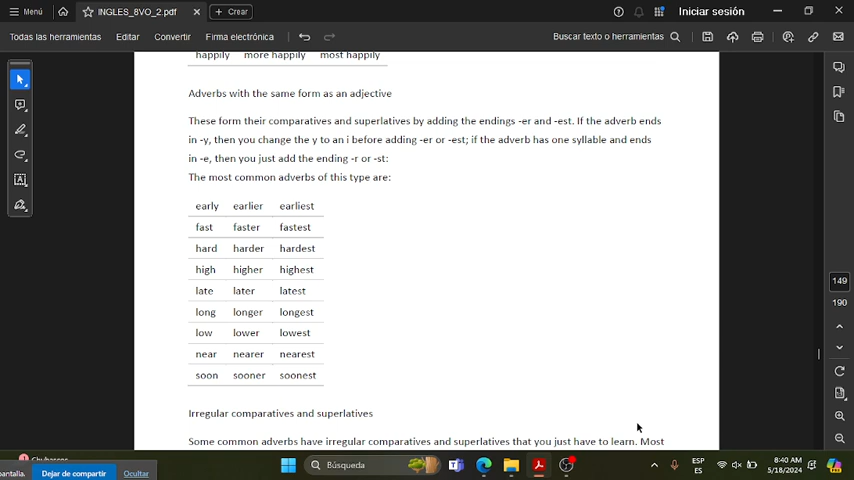 Menú
INGLES_8VO_2.pdf
Crear
Iniciar sesión
Todas las herramientas
Editar
Convertir
Firma electrónica
Buscar texto o herramientas
happily more happily most happily
Adverbs with the same form as an adjective
These form their comparatives and superlatives by adding the endings -er and -est. If the adverb ends
in -y, then you change the y to an i before adding -er or -est; if the adverb has one syllable and ends
in -e, then you just add the ending -r or -st:
The most common adverbs of this type are:
early earlier earliest
fast faster fastest
hard harder hardest
high higher highest
late later latest
long longer longest
low lower lowest
near nearer nearest
soon sooner soonest
149
190
Irregular comparatives and superlatives
Some common adverbs have irregular comparatives and superlatives that you just have to learn. Most
Chubascos
pantalla.
Dejar de compartir
Ocultar
Búsqueda
ESP
ES
8:40 AM
5/18/2024